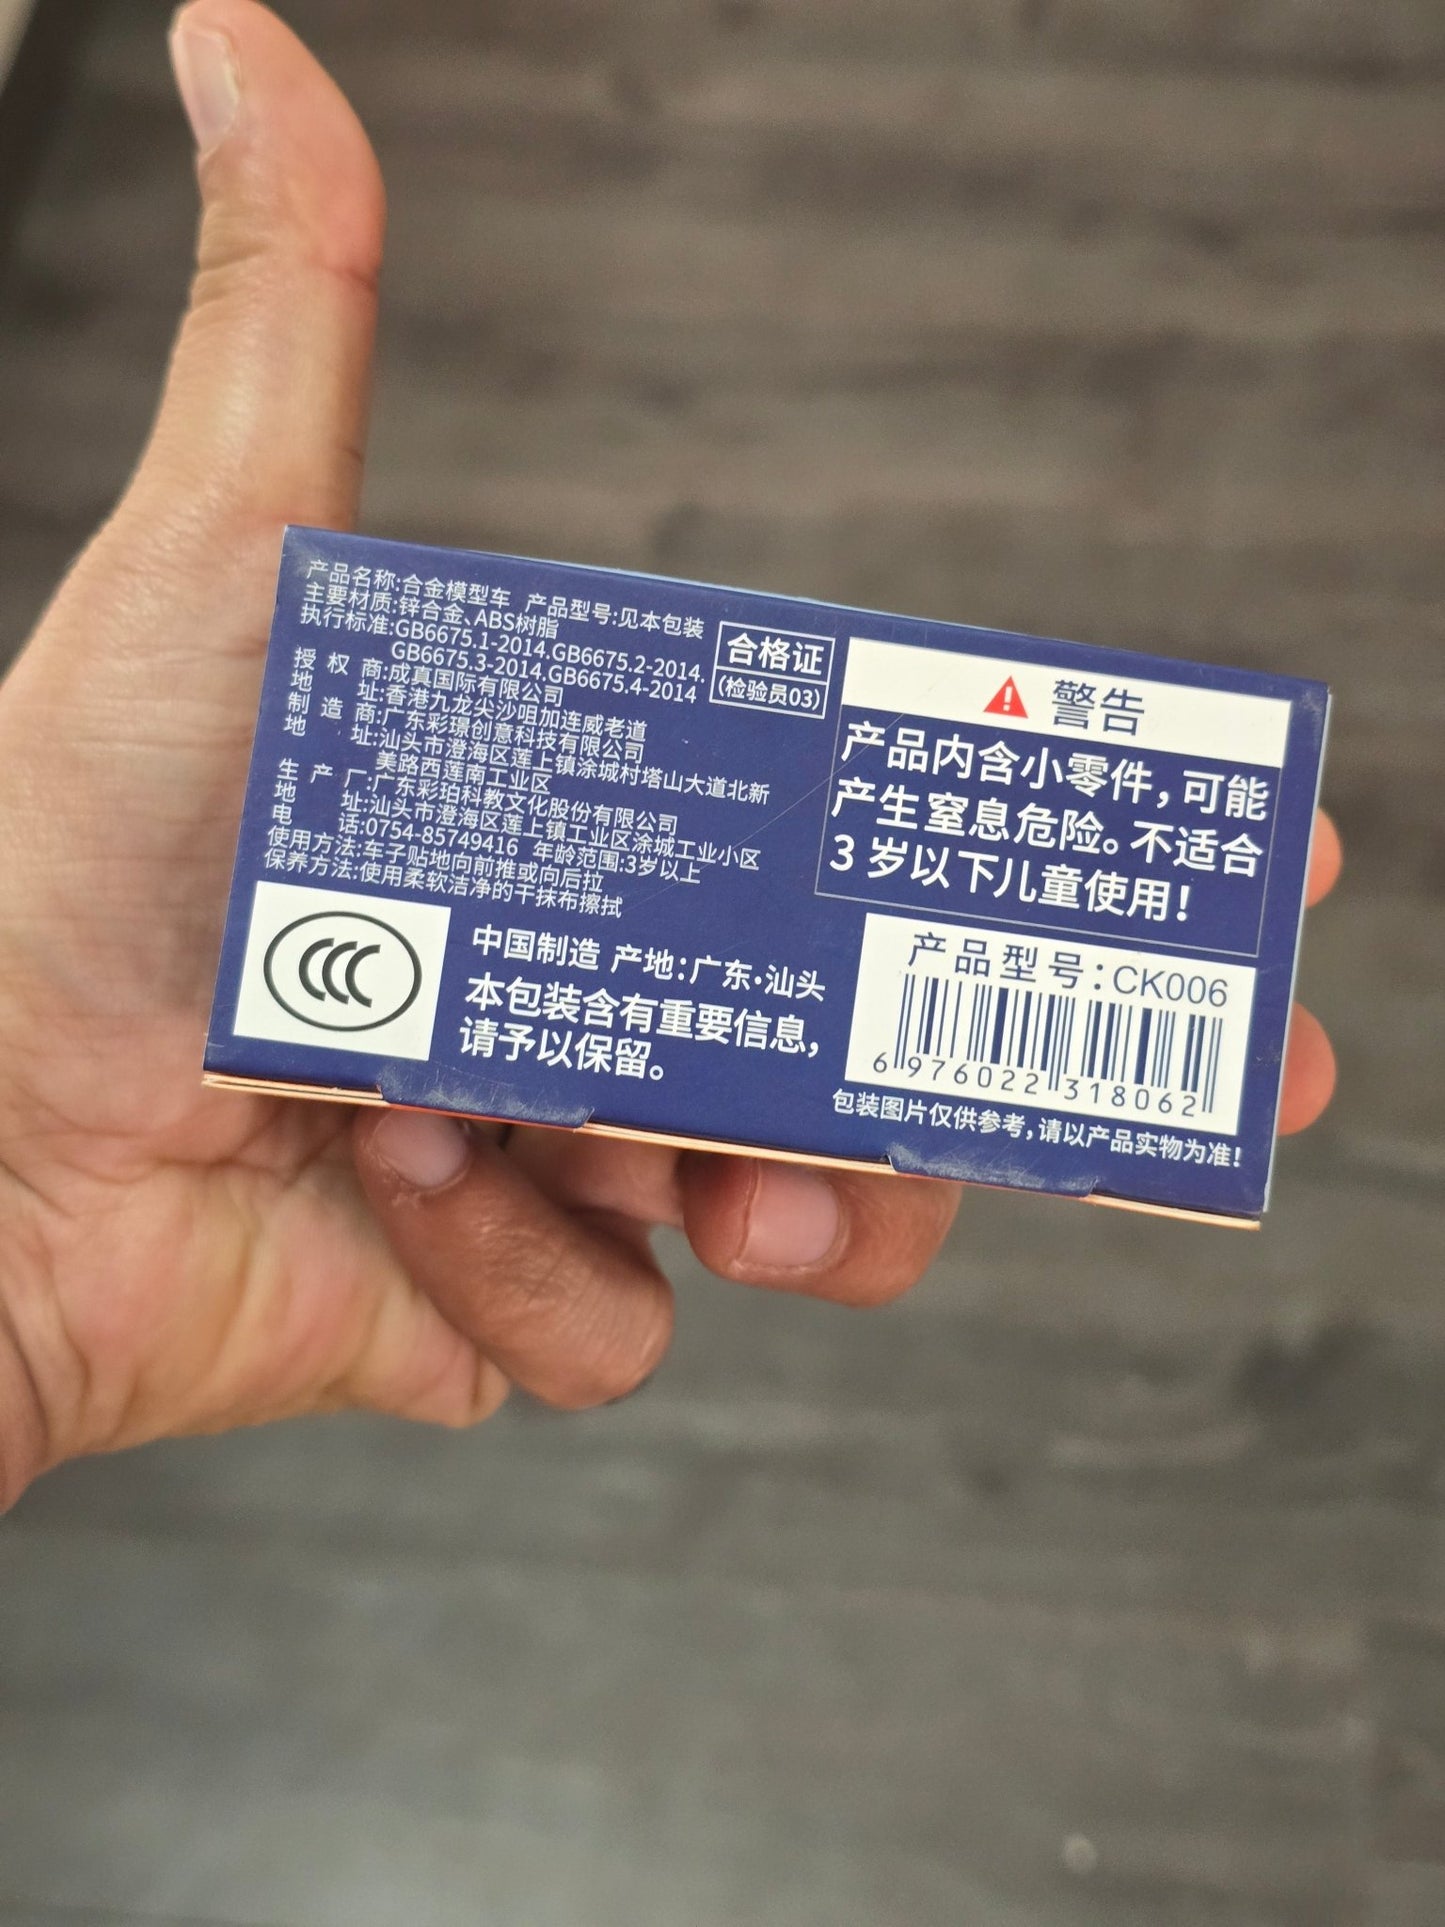 产品名称:合金模型车 产品型号:见本包装
主要材质:锌合金、ABS树脂
执行标准:GB6675.1-2014.GB6675.2-2014.
GB6675.3-2014.GB6675.4-2014
授权商:成真国际有限公司
地址:香港九龙尖沙咀加连威老道
制造商:广东彩璟创意科技有限公司
地址:汕头市澄海区莲上镇涂城村塔山大道北新
美路西莲南工业区
生产厂:广东彩珀科教文化股份有限公司
地址:汕头市澄海区莲上镇工业区涂城工业小区
电话:0754-85749416 年龄范围:3岁以上
使用方法:车子贴地向前推或向后拉
保养方法:使用柔软洁净的干抹布擦拭
合格证
(检验员03)
CCC
中国制造 产地:广东·汕头
本包装含有重要信息,
请予以保留。
警告
产品内含小零件,可能
产生窒息危险。不适合
3岁以下儿童使用!
产品型号:CK006
6 976022 318062
包装图片仅供参考,请以产品实物为准!